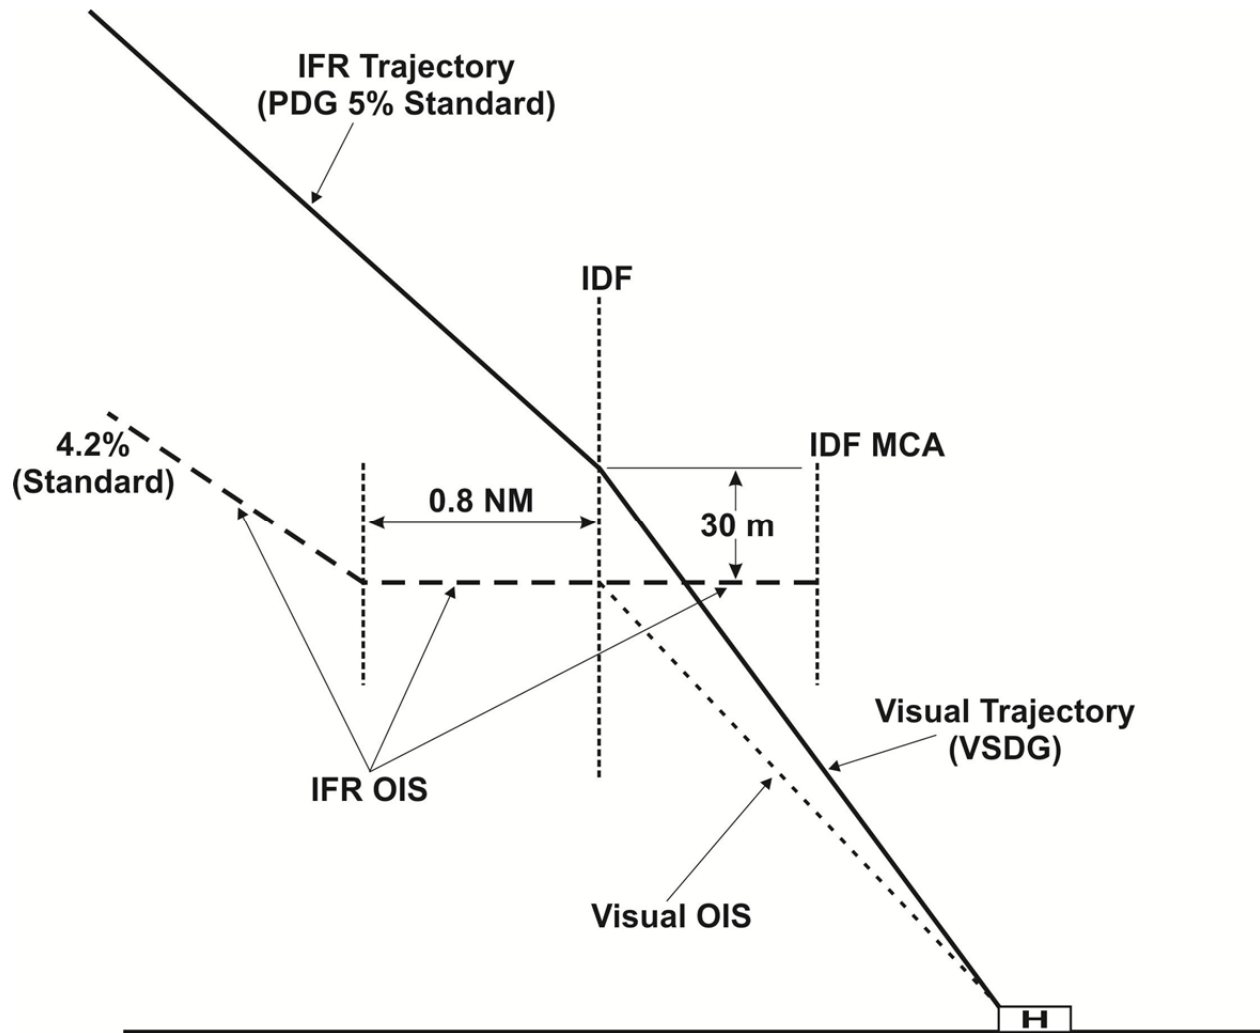 IFR Trajectory
(PDG 5% Standard)
IDF
4.2%
(Standard)
IDF MCA
0.8 NM
30 m
Visual Trajectory
(VSDG)
IFR OIS
Visual OIS
H